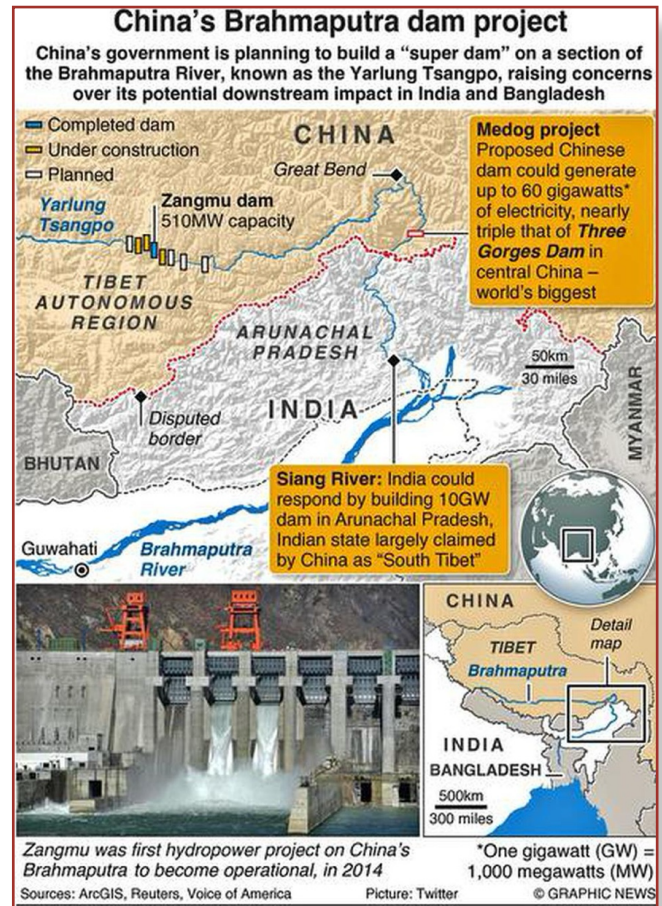 China's Brahmaputra dam project
China's government is planning to build a “super dam” on a section of
the Brahmaputra River, known as the Yarlung Tsangpo, raising concerns
over its potential downstream impact in India and Bangladesh
Completed dam
Under construction
Planned
CHINA
Great Bend
Medog project
Proposed Chinese
dam could generate
up to 60 gigawatts*
of electricity, nearly
triple that of Three
Gorges Dam in
central China –
world's biggest
Yarlung
Tsangpo
Zangmu dam
510MW capacity
TIBET
AUTONOMOUS
REGION
ARUNACHAL
PRADESH
50km
30 miles
INDIA
Disputed
border
BHUTAN
MYANMAR
Siang River: India could
respond by building 10GW
dam in Arunachal Pradesh,
Indian state largely claimed
by China as “South Tibet”
Guwahati
Brahmaputra
River
CHINA
TIBET
Detail
map
Brahmaputra
INDIA
BANGLADESH
500km
300 miles
Zangmu was first hydropower project on China's
Brahmaputra to become operational, in 2014
*One gigawatt (GW) =
1,000 megawatts (MW)
Sources: ArcGIS, Reuters, Voice of America
Picture: Twitter
© GRAPHIC NEWS